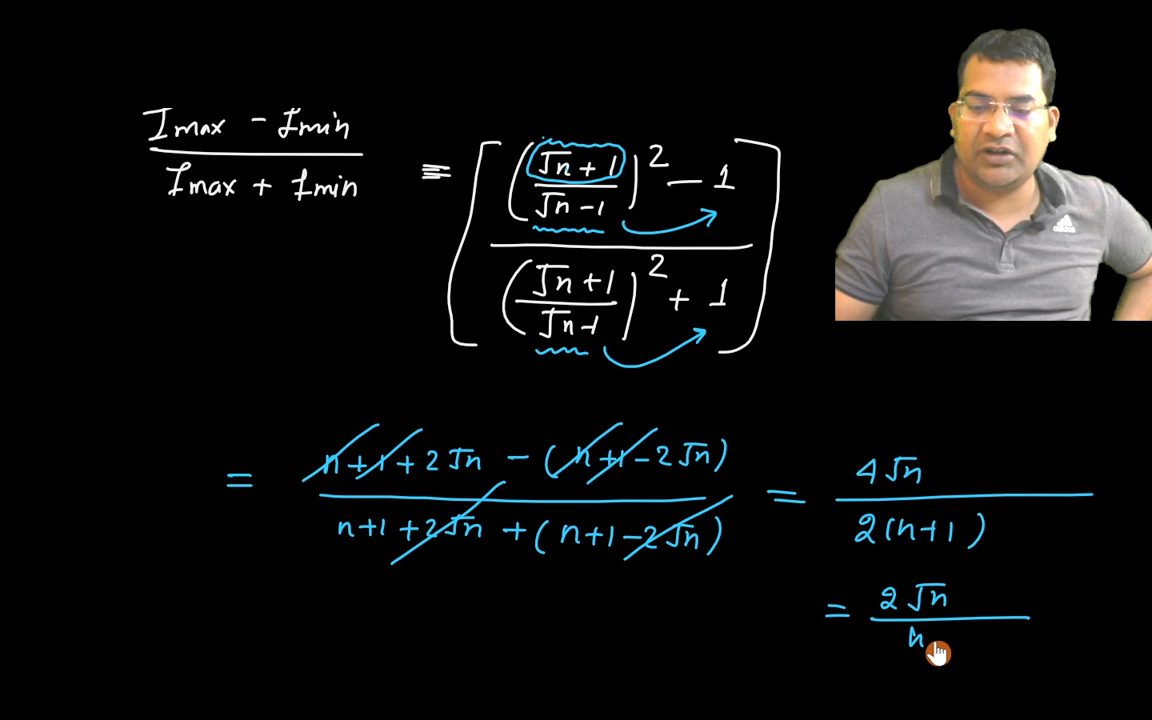 Imax - Imin / Imax + Imin = [ ((√n + 1)/(√n - 1))² - 1 / ((√n + 1)/(√n - 1))² + 1 ]
= n + 1 + 2√n - (n + 1 - 2√n) / n + 1 + 2√n + (n + 1 - 2√n) = 4√n / 2(n + 1)
= 2√n / n
adidas